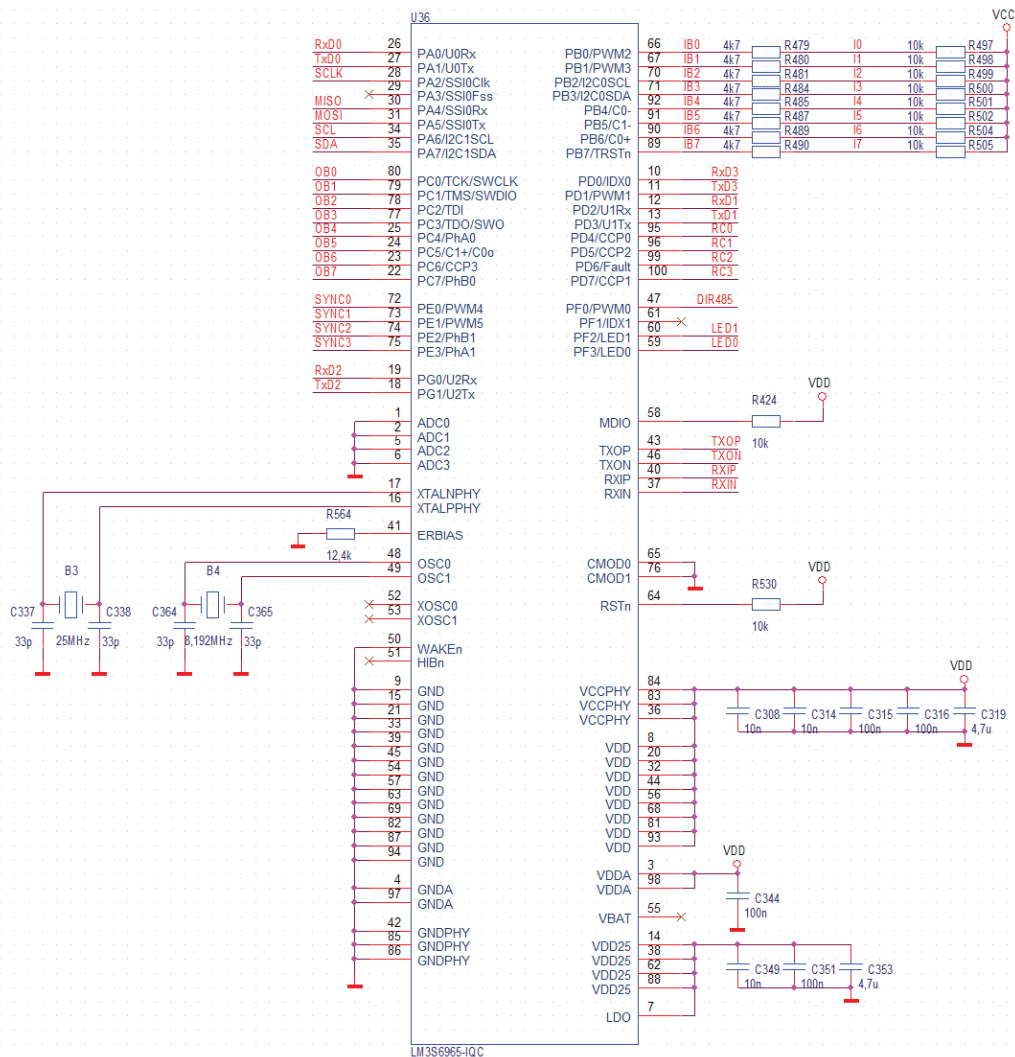 U36
VCC
RxD0 26 PA0/U0Rx PB0/PWM2 66 IB0 4k7 R479 I0 10k R497
TxD0 27 PA1/U0Tx PB1/PWM3 67 IB1 4k7 R480 I1 10k R498
SCLK 28 PA2/SSI0Clk PB2/I2C0SCL 70 IB2 4k7 R481 I2 10k R499
29 PA3/SSI0Fss PB3/I2C0SDA 71 IB3 4k7 R484 I3 10k R500
MISO 30 PA4/SSI0Rx PB4/C0- 92 IB4 4k7 R485 I4 10k R501
MOSI 31 PA5/SSI0Tx PB5/C1- 91 IB5 4k7 R487 I5 10k R502
SCL 34 PA6/I2C1SCL PB6/C0+ 90 IB6 4k7 R489 I6 10k R504
SDA 35 PA7/I2C1SDA PB7/TRSTn 89 IB7 4k7 R490 I7 10k R505
OB0 80 PC0/TCK/SWCLK PD0/IDX0 10 RxD3
OB1 79 PC1/TMS/SWDIO PD1/PWM1 11 TxD3
OB2 78 PC2/TDI PD2/U1Rx 12 RxD1
OB3 77 PC3/TDO/SWO PD3/U1Tx 13 TxD1
OB4 25 PC4/PhA0 PD4/CCP0 95 RC0
OB5 24 PC5/C1+/C0o PD5/CCP2 96 RC1
OB6 23 PC6/CCP3 PD6/Fault 99 RC2
OB7 22 PC7/PhB0 PD7/CCP1 100 RC3
SYNC0 72 PE0/PWM4 PF0/PWM0 47 DIR485
SYNC1 73 PE1/PWM5 PF1/IDX1 61
SYNC2 74 PE2/PhB1 PF2/LED1 60 LED1
SYNC3 75 PE3/PhA1 PF3/LED0 59 LED0
RxD2 19 PG0/U2Rx
TxD2 18 PG1/U2Tx
VDD
1 ADC0 MDIO 58 R424 10k
2 ADC1
5 ADC2 TXOP 43 TXOP
6 ADC3 TXON 46 TXON
RXIP 40 RXIP
17 XTALNPHY RXIN 37 RXIN
16 XTALPPHY
R564 12,4k 41 ERBIAS
48 OSC0 CMOD0 65
49 OSC1 CMOD1 76
VDD
B3 B4
C337 C338 C364 C365
33p 25MHz 33p 33p 8,192MHz 33p
52 XOSC0 RSTn 64 R530 10k
53 XOSC1
50 WAKEn
51 HIBn
VDD
9 GND VCCPHY 84
15 GND VCCPHY 83
21 GND VCCPHY 36
C308 C314 C315 C316 C319
10n 10n 100n 100n 4,7u
33 GND
39 GND VDD 8
45 GND VDD 20
54 GND VDD 32
57 GND VDD 44
63 GND VDD 56
69 GND VDD 68
82 GND VDD 81
87 GND VDD 93
94 GND
VDD
4 GNDA VDDA 3
97 GNDA VDDA 98
C344
100n
VBAT 55
42 GNDPHY VDD25 14
85 GNDPHY VDD25 38
86 GNDPHY VDD25 62
VDD25 88
C349 C351 C353
10n 100n 4,7u
LDO 7
LM3S6965-IQC